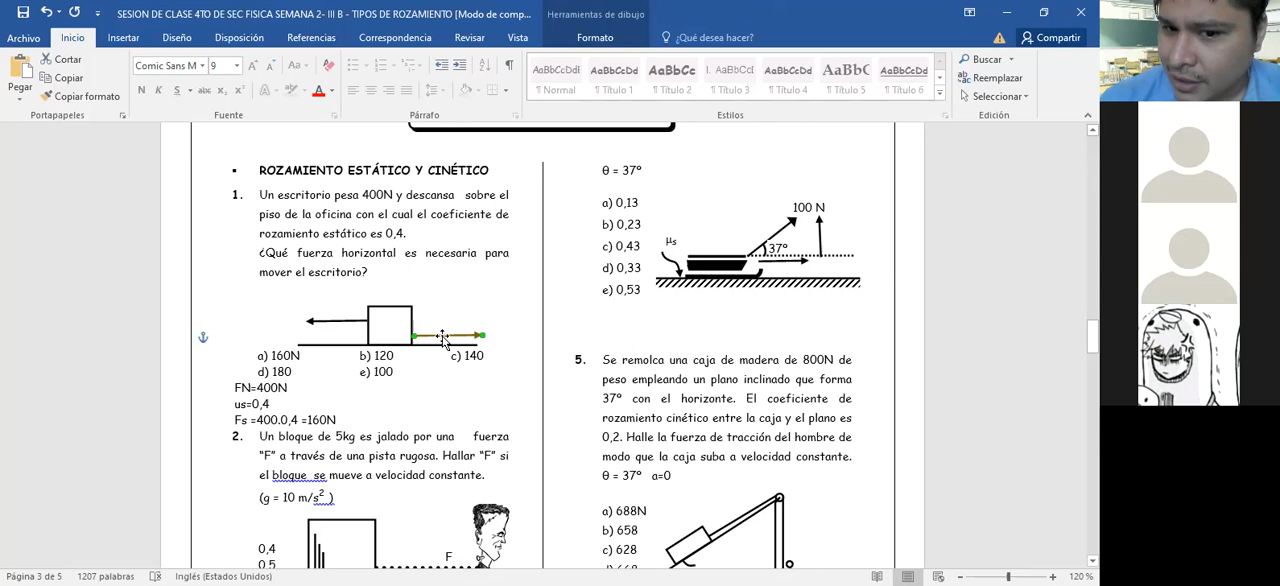 SESION DE CLASE 4TO DE SEC FISICA SEMANA 2- III B - TIPOS DE ROZAMIENTO [Modo de comp...
Herramientas de dibujo
Archivo
Inicio
Insertar
Diseño
Disposición
Referencias
Correspondencia
Revisar
Vista
Formato
¿Qué desea hacer?
Compartir
Pegar
Cortar
Copiar
Copiar formato
Portapapeles
Comic Sans M
9
Aa
N K S abc x₂ x²
A
Fuente
Párrafo
AaBbCcDdI
¶ Normal
AaBbCcDd
¶ Título 1
AaBbCc
¶ Título 2
I. AaBbCcI
¶ Título 3
AaBbCcDd
¶ Título 4
AaBbC
¶ Título 5
AaBbCcDd
¶ Título 6
Estilos
Buscar
Reemplazar
Seleccionar
Edición
▪ ROZAMIENTO ESTÁTICO Y CINÉTICO
1. Un escritorio pesa 400N y descansa sobre el
piso de la oficina con el cual el coeficiente de
rozamiento estático es 0,4.
¿Qué fuerza horizontal es necesaria para
mover el escritorio?
a) 160N b) 120 c) 140
d) 180 e) 100
FN=400N
us=0,4
Fs =400.0,4 =160N
2. Un bloque de 5kg es jalado por una fuerza
"F" a través de una pista rugosa. Hallar "F" si
el bloque se mueve a velocidad constante.
(g = 10 m/s² )
0,4
0,5
F
θ = 37º
a) 0,13
b) 0,23
c) 0,43
d) 0,33
e) 0,53
100 N
μs
37º
5. Se remolca una caja de madera de 800N de
peso empleando un plano inclinado que forma
37º con el horizonte. El coeficiente de
rozamiento cinético entre la caja y el plano es
0,2. Halle la fuerza de tracción del hombre de
modo que la caja suba a velocidad constante.
θ = 37º a=0
a) 688N
b) 658
c) 628
d) 668
Página 3 de 5
1207 palabras
Inglés (Estados Unidos)
120 %